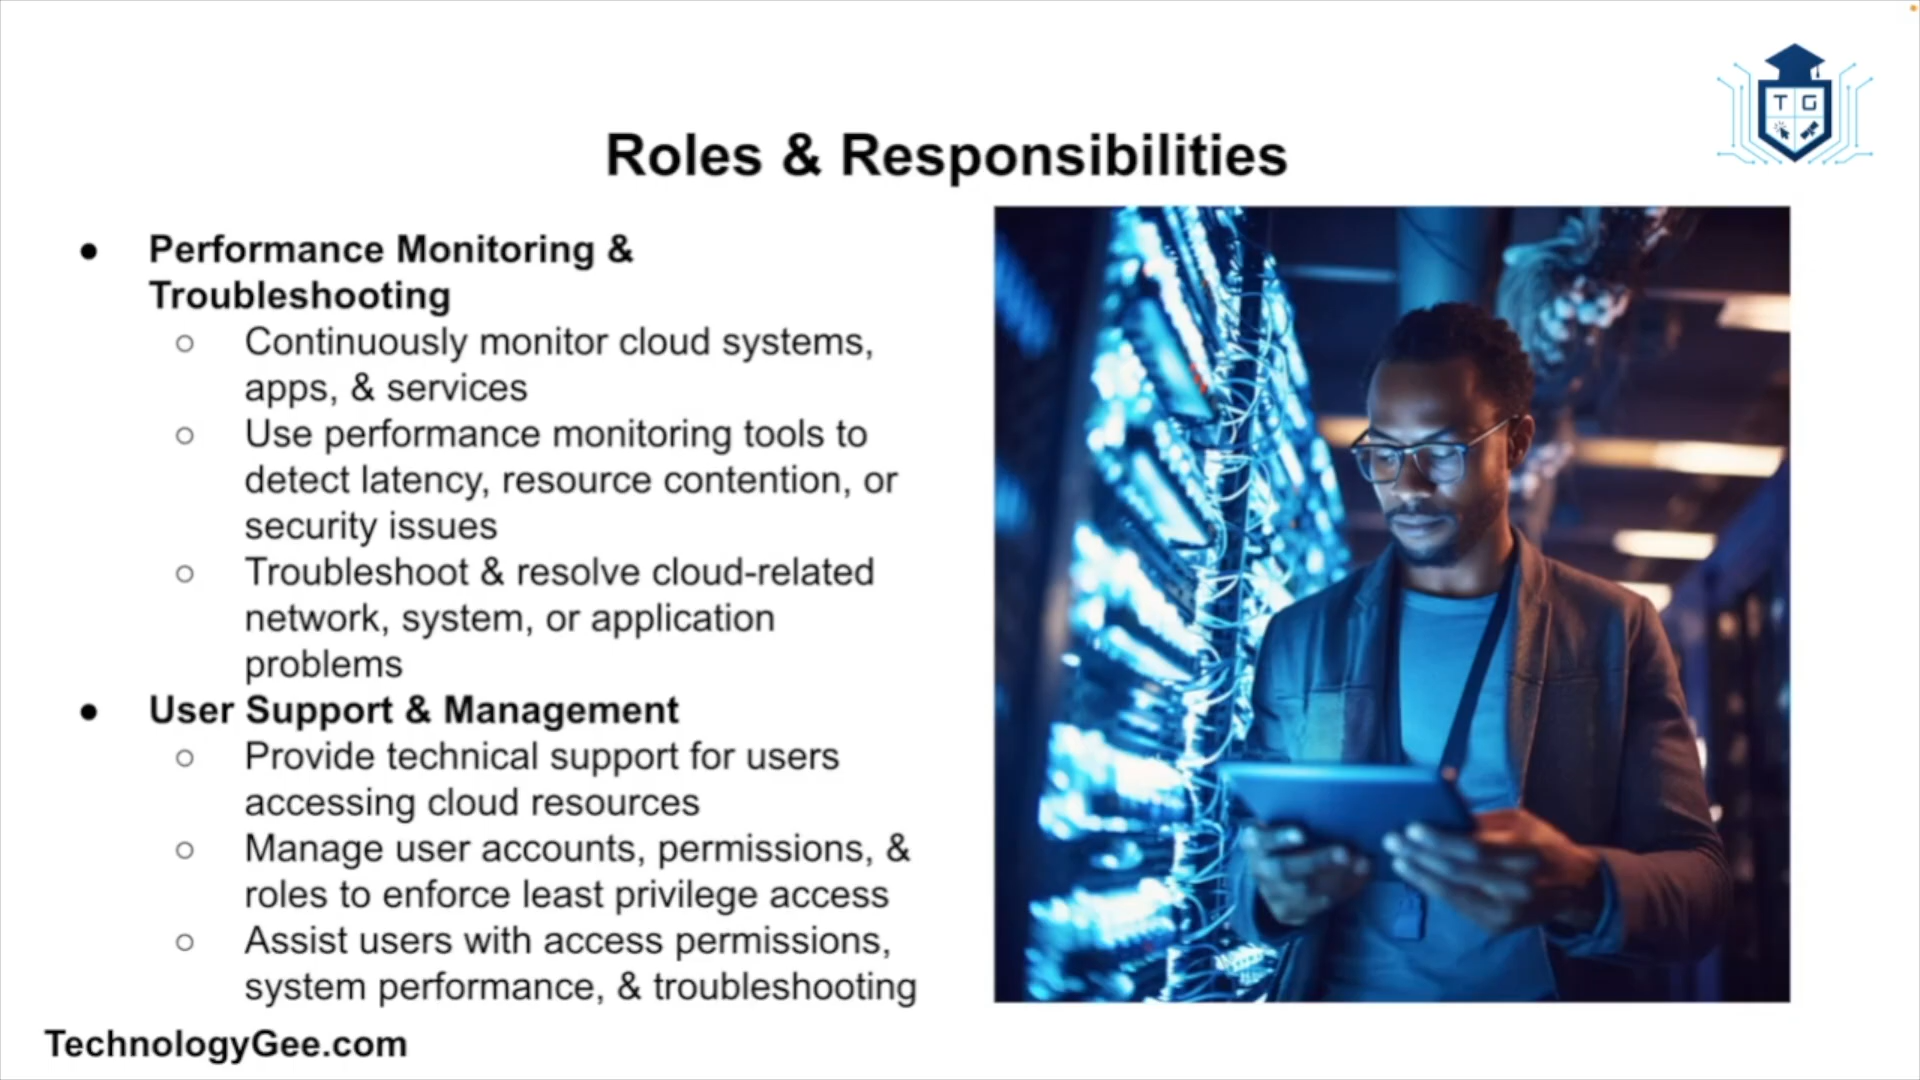 T G
Roles & Responsibilities
● Performance Monitoring &
Troubleshooting
○ Continuously monitor cloud systems,
apps, & services
○ Use performance monitoring tools to
detect latency, resource contention, or
security issues
○ Troubleshoot & resolve cloud-related
network, system, or application
problems
● User Support & Management
○ Provide technical support for users
accessing cloud resources
○ Manage user accounts, permissions, &
roles to enforce least privilege access
○ Assist users with access permissions,
system performance, & troubleshooting
TechnologyGee.com